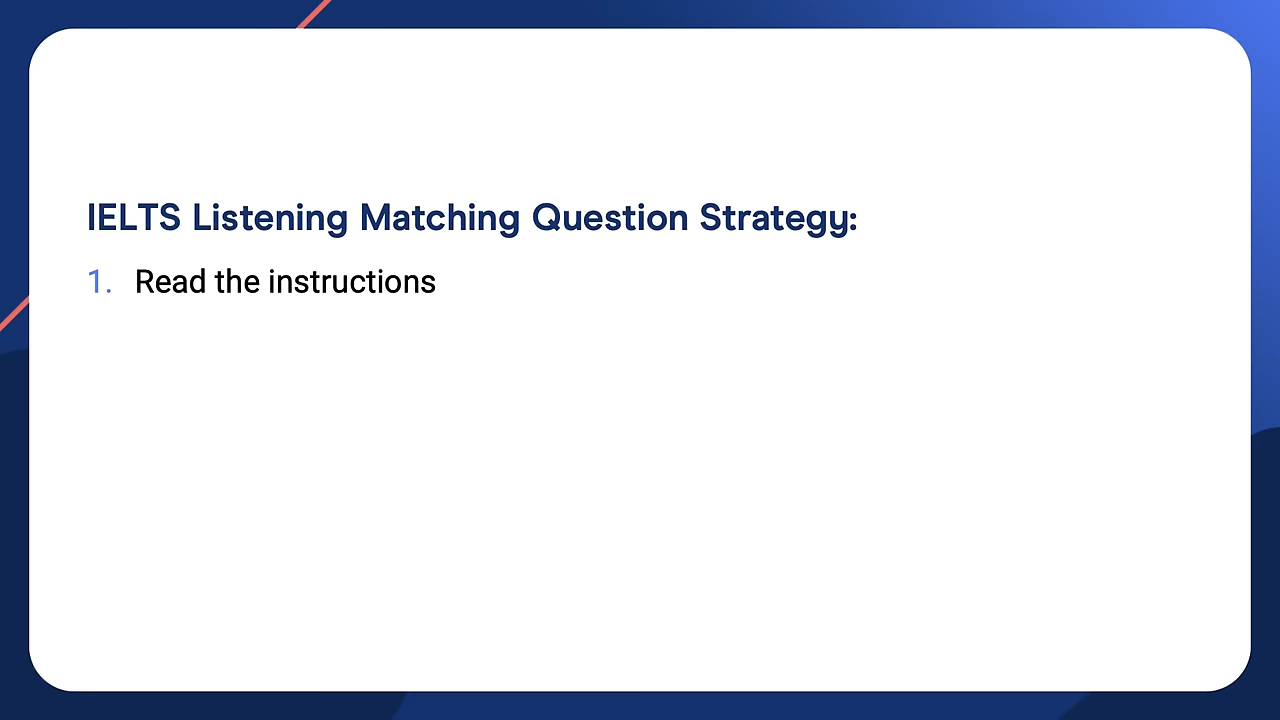 IELTS Listening Matching Question Strategy:
1. Read the instructions